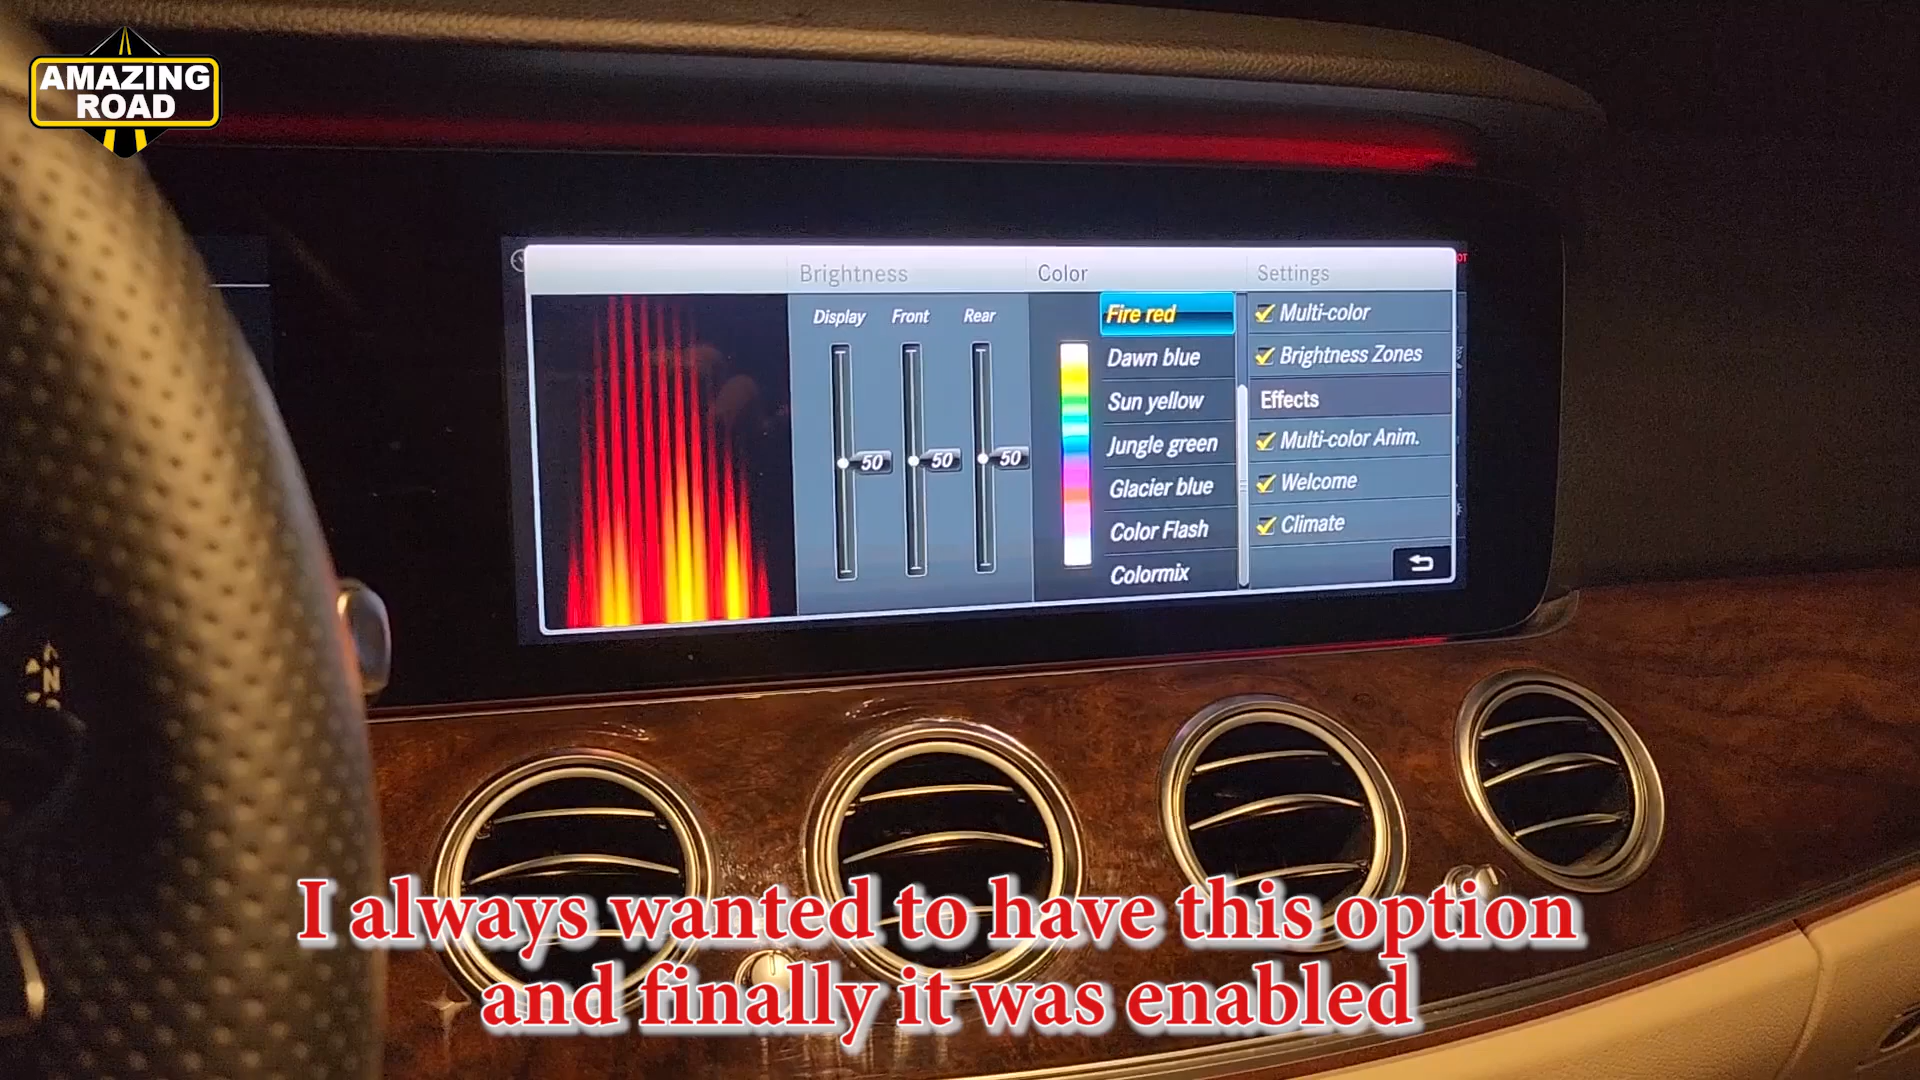 AMAZING
ROAD
Brightness
Color
Settings
Display Front Rear
50 50 50
Fire red
Dawn blue
Sun yellow
Jungle green
Glacier blue
Color Flash
Colormix
Multi-color
Brightness Zones
Effects
Multi-color Anim.
Welcome
Climate
I always wanted to have this option
and finally it was enabled